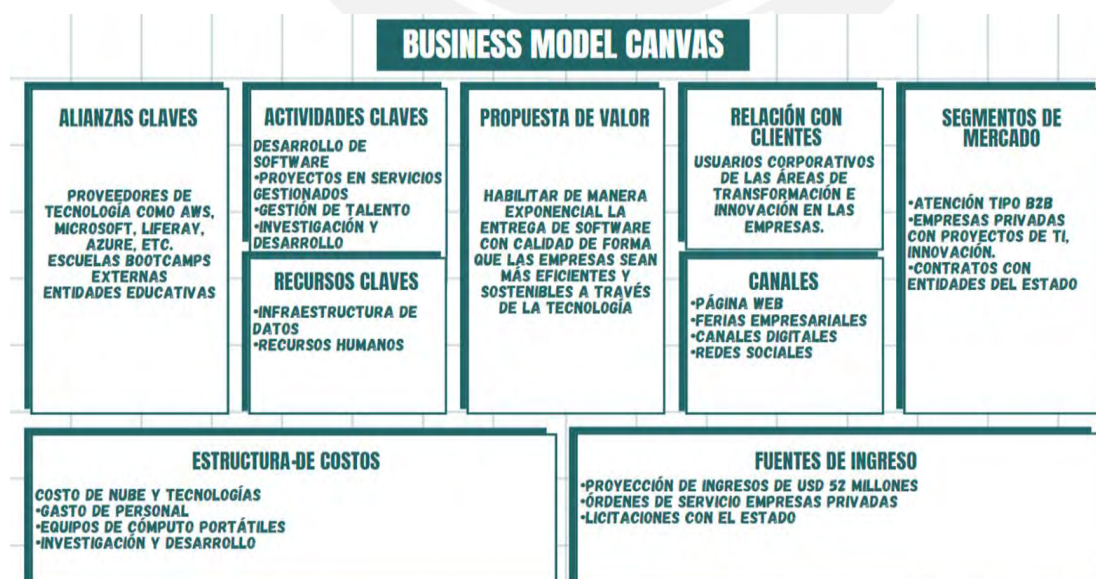 BUSINESS MODEL CANVAS
ALIANZAS CLAVES
PROVEEDORES DE
TECNOLOGÍA COMO AWS,
MICROSOFT, LIFERAY,
AZURE, ETC.
ESCUELAS BOOTCAMPS
EXTERNAS
ENTIDADES EDUCATIVAS
ACTIVIDADES CLAVES
DESARROLLO DE
SOFTWARE
•PROYECTOS EN SERVICIOS
GESTIONADOS
•GESTIÓN DE TALENTO
•INVESTIGACIÓN Y
DESARROLLO
RECURSOS CLAVES
•INFRAESTRUCTURA DE
DATOS
•RECURSOS HUMANOS
PROPUESTA DE VALOR
HABILITAR DE MANERA
EXPONENCIAL LA
ENTREGA DE SOFTWARE
CON CALIDAD DE FORMA
QUE LAS EMPRESAS SEAN
MÁS EFICIENTES Y
SOSTENIBLES A TRAVÉS
DE LA TECNOLOGÍA
RELACIÓN CON
CLIENTES
USUARIOS CORPORATIVOS
DE LAS ÁREAS DE
TRANSFORMACIÓN E
INNOVACIÓN EN LAS
EMPRESAS.
CANALES
•PÁGINA WEB
•FERIAS EMPRESARIALES
•CANALES DIGITALES
•REDES SOCIALES
SEGMENTOS DE
MERCADO
•ATENCIÓN TIPO B2B
•EMPRESAS PRIVADAS
CON PROYECTOS DE TI,
INNOVACIÓN.
•CONTRATOS CON
ENTIDADES DEL ESTADO
ESTRUCTURA-DE COSTOS
COSTO DE NUBE Y TECNOLOGÍAS
•GASTO DE PERSONAL
•EQUIPOS DE CÓMPUTO PORTÁTILES
•INVESTIGACIÓN Y DESARROLLO
FUENTES DE INGRESO
•PROYECCIÓN DE INGRESOS DE USD 52 MILLONES
•ÓRDENES DE SERVICIO EMPRESAS PRIVADAS
•LICITACIONES CON EL ESTADO